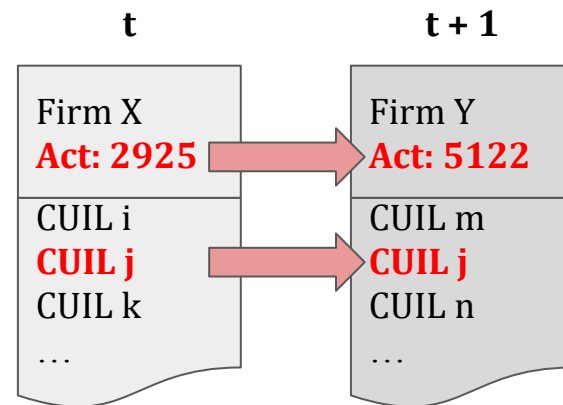 t
Firm X
Act: 2925
CUIL i
CUIL j
CUIL k
…
t + 1
Firm Y
Act: 5122
CUIL m
CUIL j
CUIL n
…